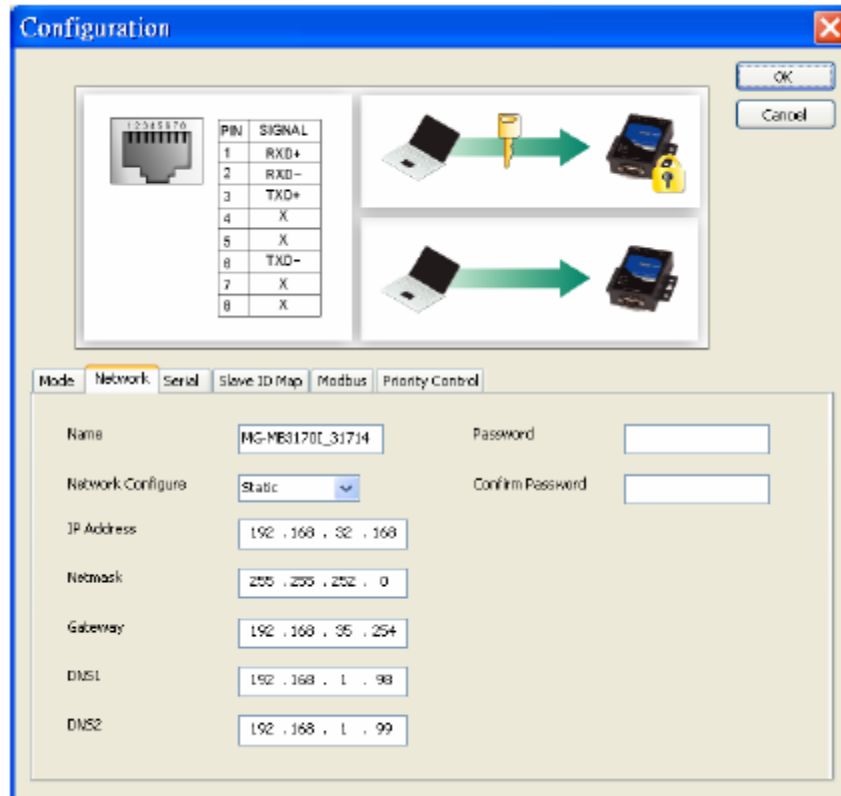 Configuration
OK
Cancel
12345678
PIN SIGNAL
1 RXD+
2 RXD-
3 TXD+
4 X
5 X
6 TXD-
7 X
8 X
Mode Network Serial Slave ID Map Modbus Priority Control
Name MG-MB3170I_31714 Password
Network Configure Static Confirm Password
IP Address 192 . 168 . 32 . 168
Netmask 255 . 255 . 252 . 0
Gateway 192 . 168 . 35 . 254
DNS1 192 . 168 . 1 . 98
DNS2 192 . 168 . 1 . 99